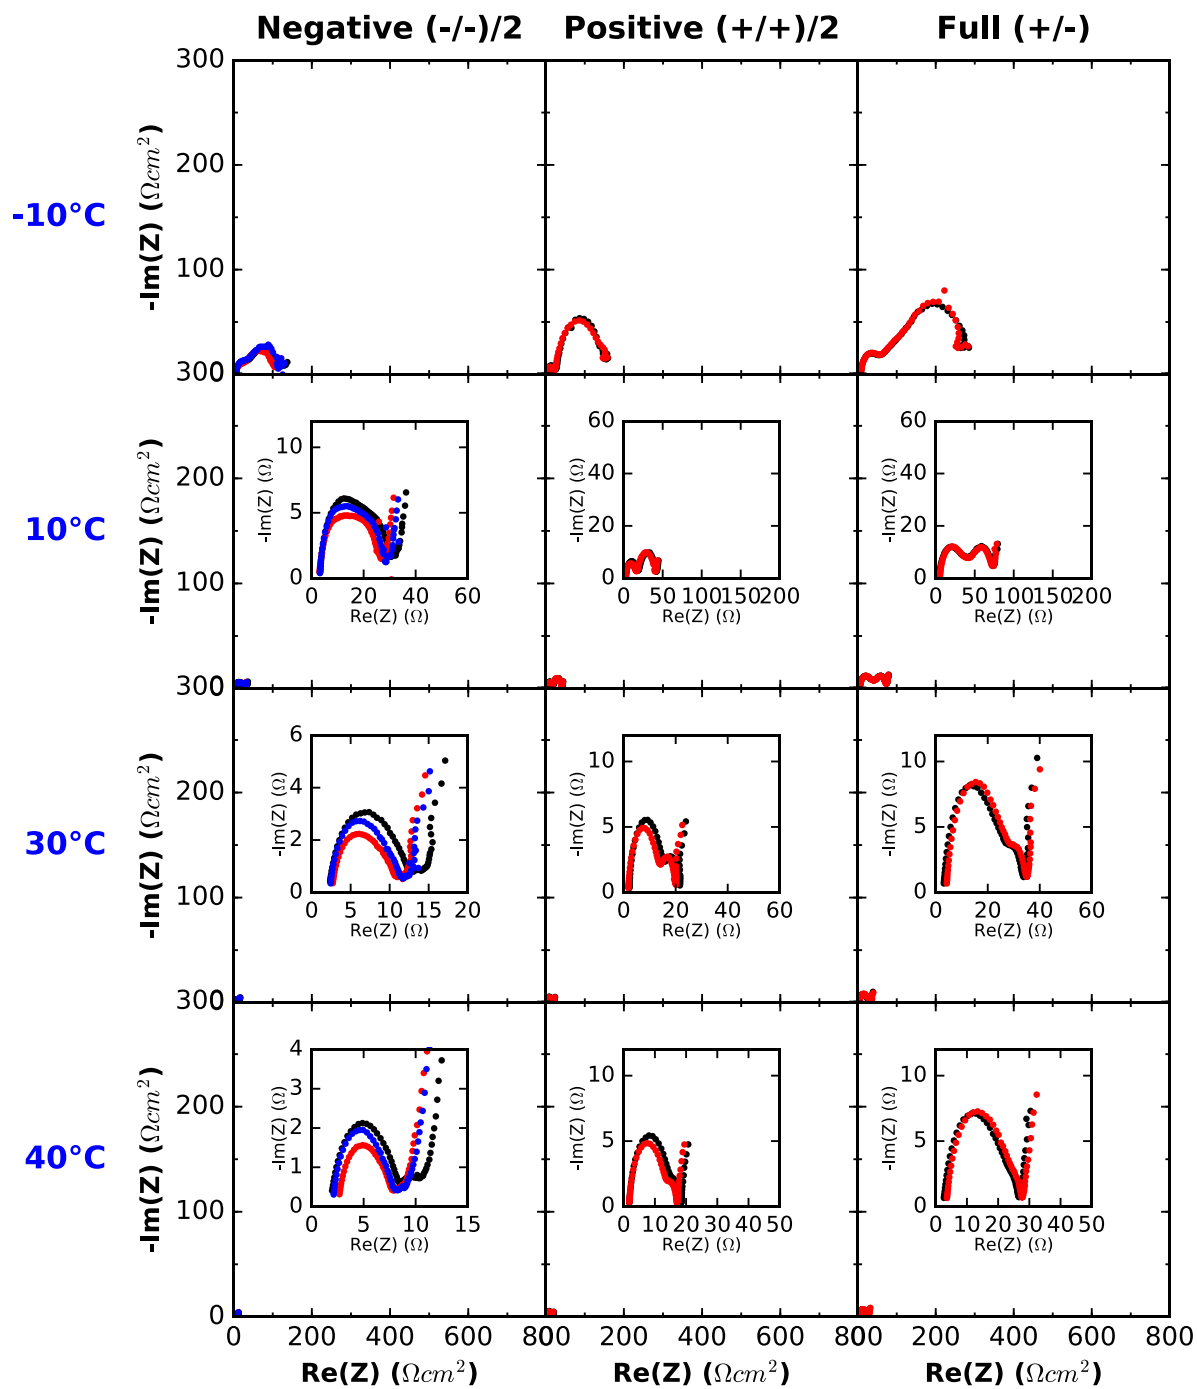 Negative (-/-)/2 Positive (+/+)/2 Full (+/-)
-10°C
-Im(Z) (Ωcm²)
300
200
100
0
10°C
-Im(Z) (Ωcm²)
300
200
100
0
-Im(Z) (Ω)
10
5
0
0 20 40 60
Re(Z) (Ω)
-Im(Z) (Ω)
60
40
20
0
0 50 100 150 200
Re(Z) (Ω)
-Im(Z) (Ω)
60
40
20
0
0 50 100 150 200
Re(Z) (Ω)
30°C
-Im(Z) (Ωcm²)
300
200
100
0
-Im(Z) (Ω)
6
4
2
0
0 5 10 15 20
Re(Z) (Ω)
-Im(Z) (Ω)
10
5
0
0 20 40 60
Re(Z) (Ω)
-Im(Z) (Ω)
10
5
0
0 20 40 60
Re(Z) (Ω)
40°C
-Im(Z) (Ωcm²)
300
200
100
0
-Im(Z) (Ω)
4
3
2
1
0
0 5 10 15
Re(Z) (Ω)
-Im(Z) (Ω)
10
5
0
0 10 20 30 40 50
Re(Z) (Ω)
-Im(Z) (Ω)
10
5
0
0 10 20 30 40 50
Re(Z) (Ω)
0 200 400 600 800 200 400 600 800 200 400 600 800
Re(Z) (Ωcm²) Re(Z) (Ωcm²) Re(Z) (Ωcm²)